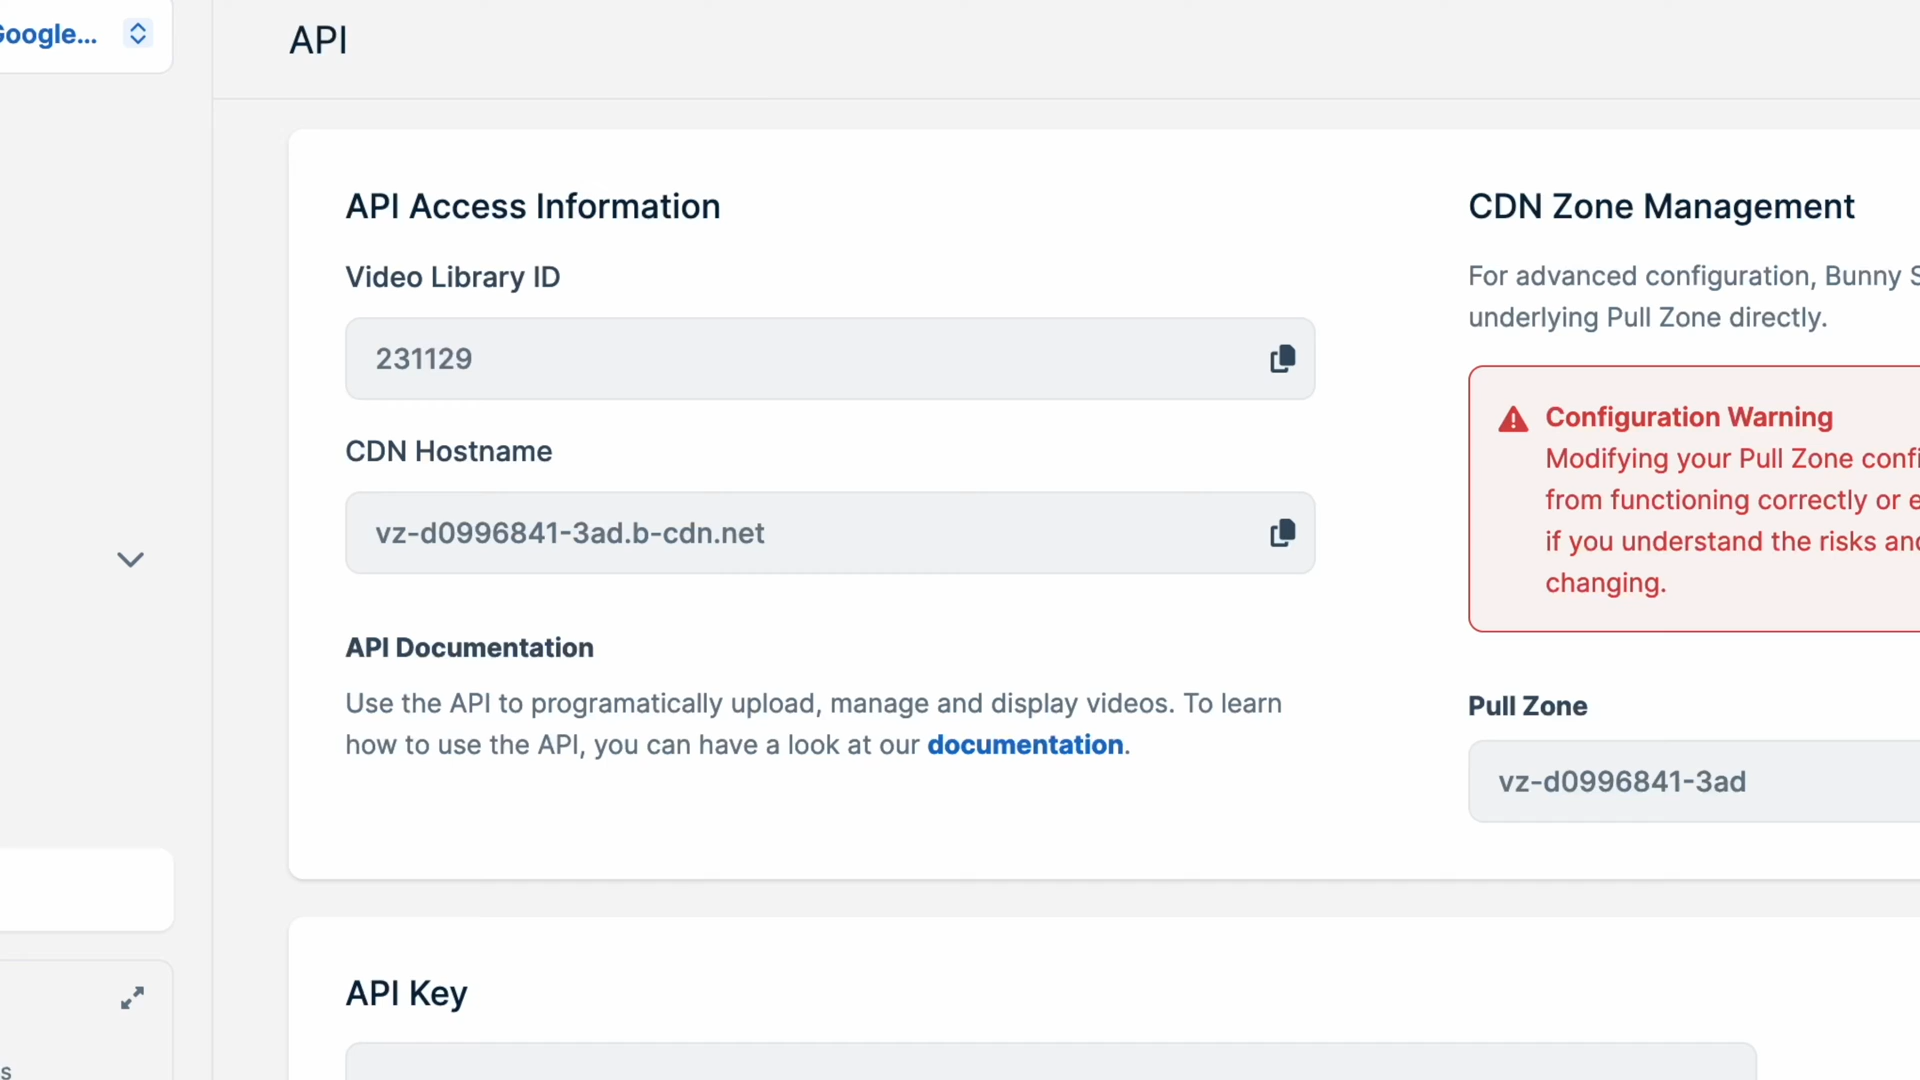 Google...
API
API Access Information
Video Library ID
231129
CDN Hostname
vz-d0996841-3ad.b-cdn.net
API Documentation
Use the API to programatically upload, manage and display videos. To learn
how to use the API, you can have a look at our documentation.
CDN Zone Management
For advanced configuration, Bunny S
underlying Pull Zone directly.
Configuration Warning
Modifying your Pull Zone confi
from functioning correctly or e
if you understand the risks and
changing.
Pull Zone
vz-d0996841-3ad
API Key
s